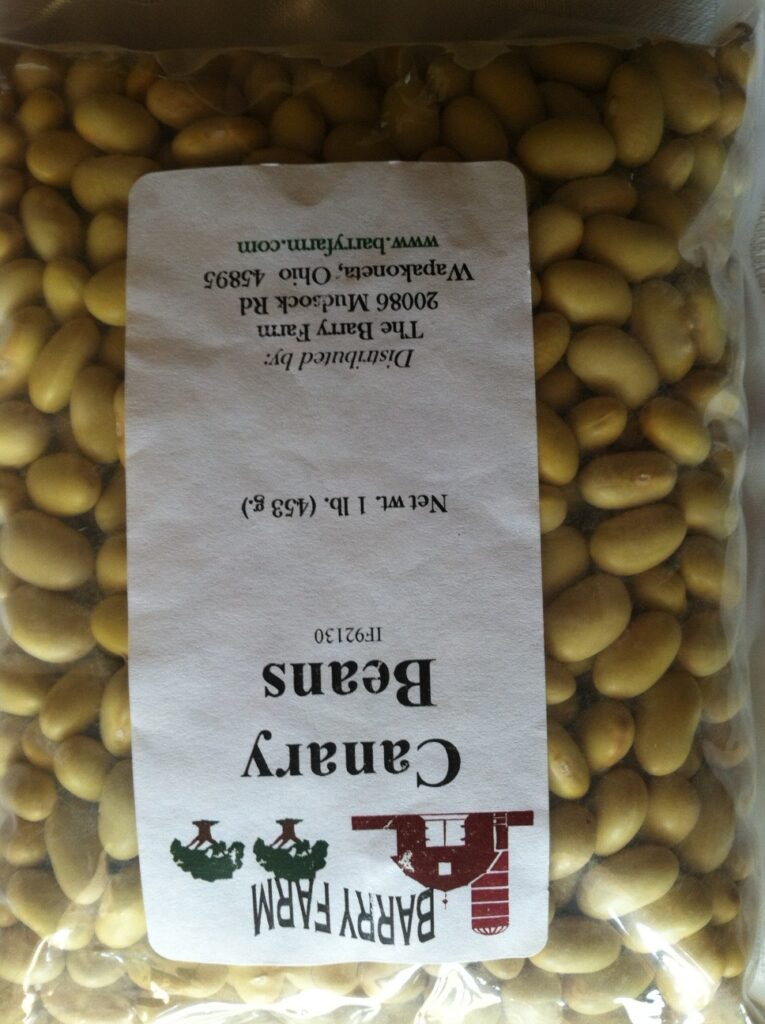 BARRY FARM
Canary
Beans
IF92130
Net wt. 1 lb. (453 g.)
Distributed by:
The Barry Farm
20086 Mudsock Rd
Wapakoneta, Ohio 45895
www.barryfarm.com